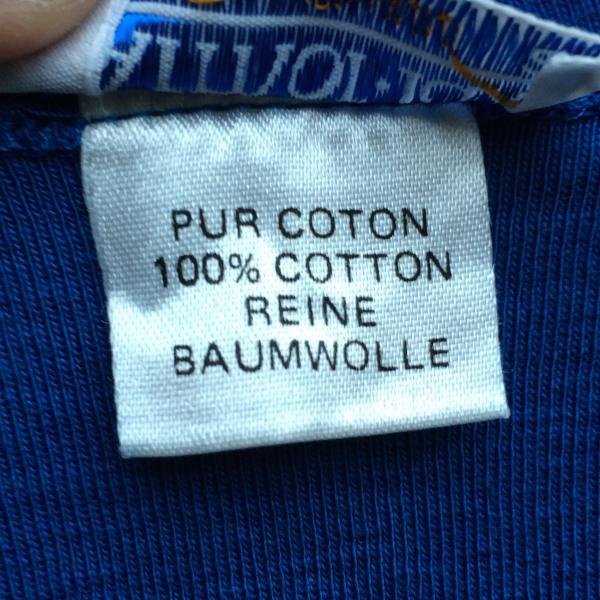 PUR COTON
100% COTTON
REINE
BAUMWOLLE